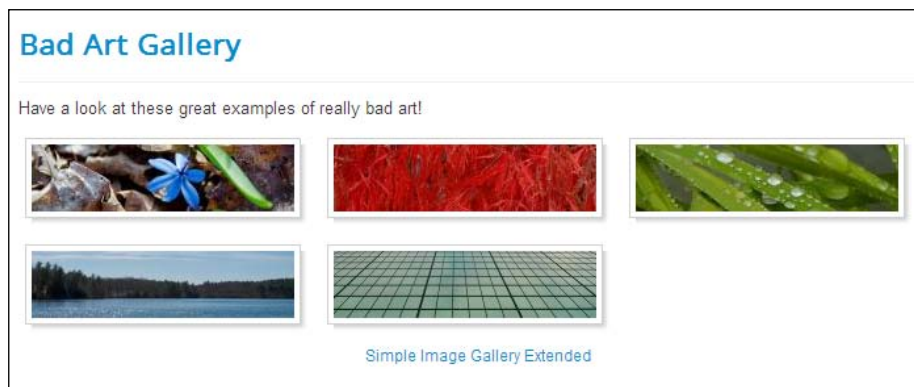 Bad Art Gallery
Have a look at these great examples of really bad art!
Simple Image Gallery Extended